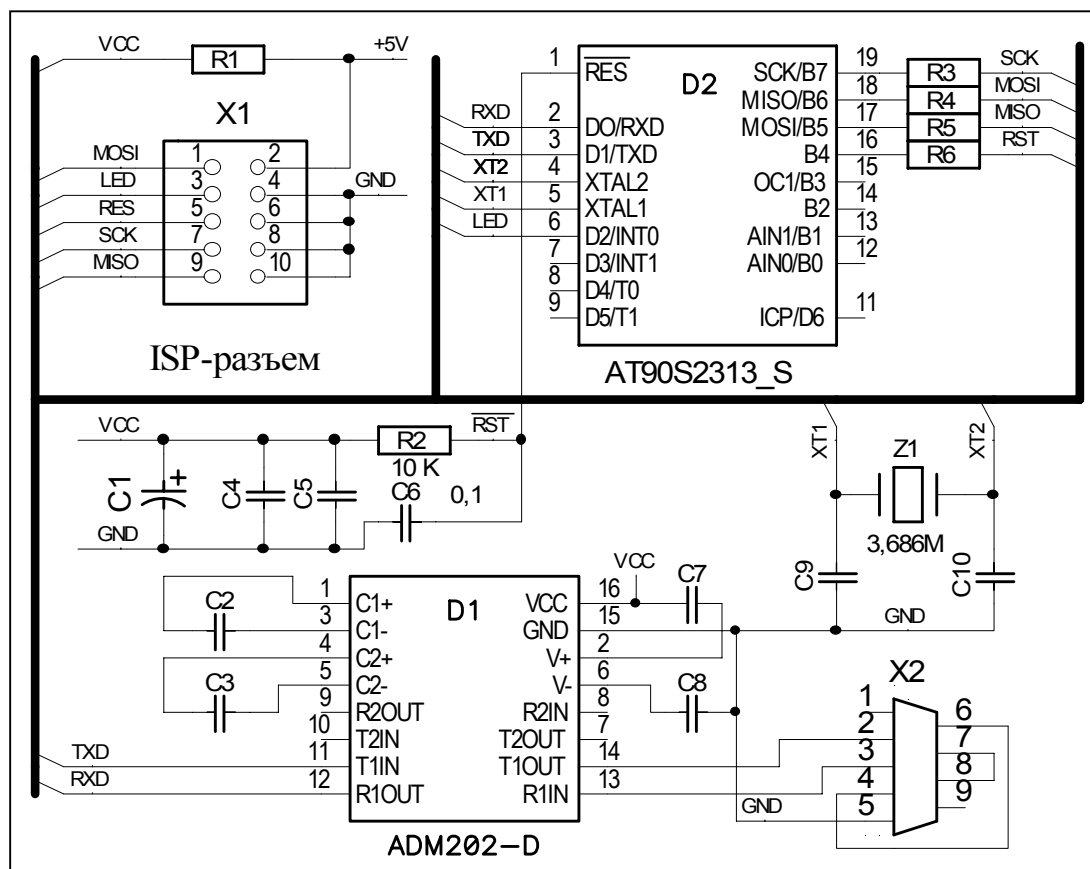 VCC R1 +5V
X1
MOSI 1 2
LED 3 4 GND
RES 5 6
SCK 7 8
MISO 9 10
ISP-разъем
1 RES D2 SCK/B7 19 R3 SCK
MISO/B6 18 R4 MOSI
RXD 2 DO/RXD MOSI/B5 17 R5 MISO
TXD 3 D1/TXD B4 16 R6 RST
XT2 4 XTAL2 OC1/B3 15
XT1 5 XTAL1 B2 14
LED 6 D2/INT0 AIN1/B1 13
7 D3/INT1 AIN0/B0 12
8 D4/T0
9 D5/T1 ICP/D6 11
AT90S2313_S
VCC R2 RST
10 K
C1 + C4 C5 C6 0,1
GND
XT1 Z1 XT2
3,686M
C9 C10
GND
VCC
C2 1 C1+ D1 VCC 16 C7
3 C1- GND 15
4 C2+ V+ 2
C3 5 C2- V- 6 C8
9 R2OUT R2IN 8
10 T2IN T2OUT 7
TXD 11 T1IN T1OUT 14
RXD 12 R1OUT R1IN 13
ADM202-D
X2
1 6
2 7
3 8
4 9
GND 5